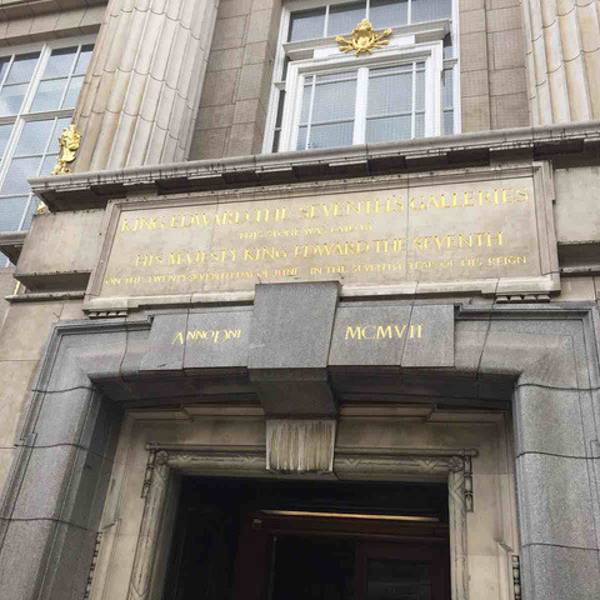 KING EDWARD THE SEVENTH'S GALLERIES
THIS STONE WAS LAID BY
HIS MAJESTY KING EDWARD THE SEVENTH
ON THE TWENTY-SEVENTH DAY OF JUNE IN THE SEVENTH YEAR OF HIS REIGN
ANNO DNI MCMVII